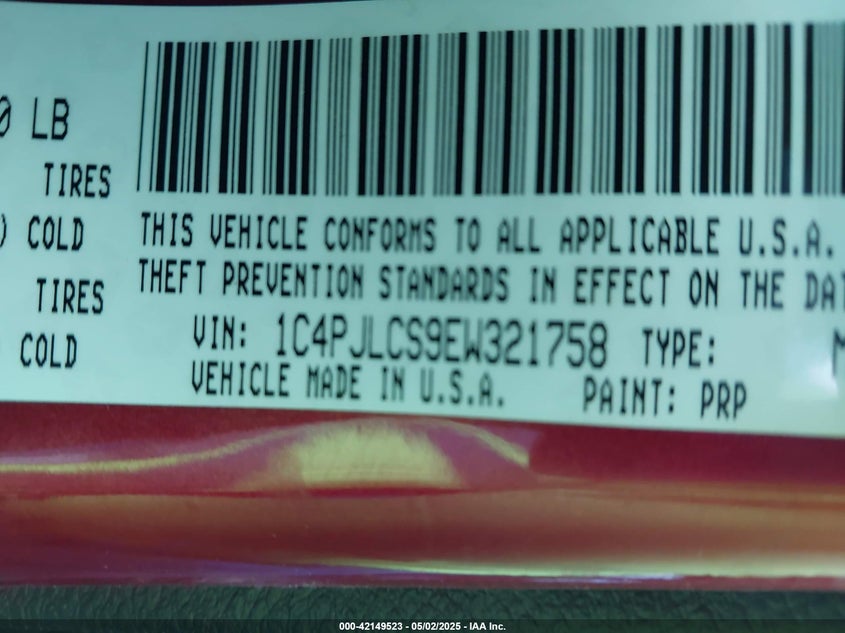 0 LB
TIRES
) COLD
TIRES
COLD
THIS VEHICLE CONFORMS TO ALL APPLICABLE U.S.A.
THEFT PREVENTION STANDARDS IN EFFECT ON THE DAT
VIN: 1C4PJLCS9EW321758 TYPE: M
VEHICLE MADE IN U.S.A. PAINT: PRP
000-42149523 - 05/02/2025 - IAA Inc.